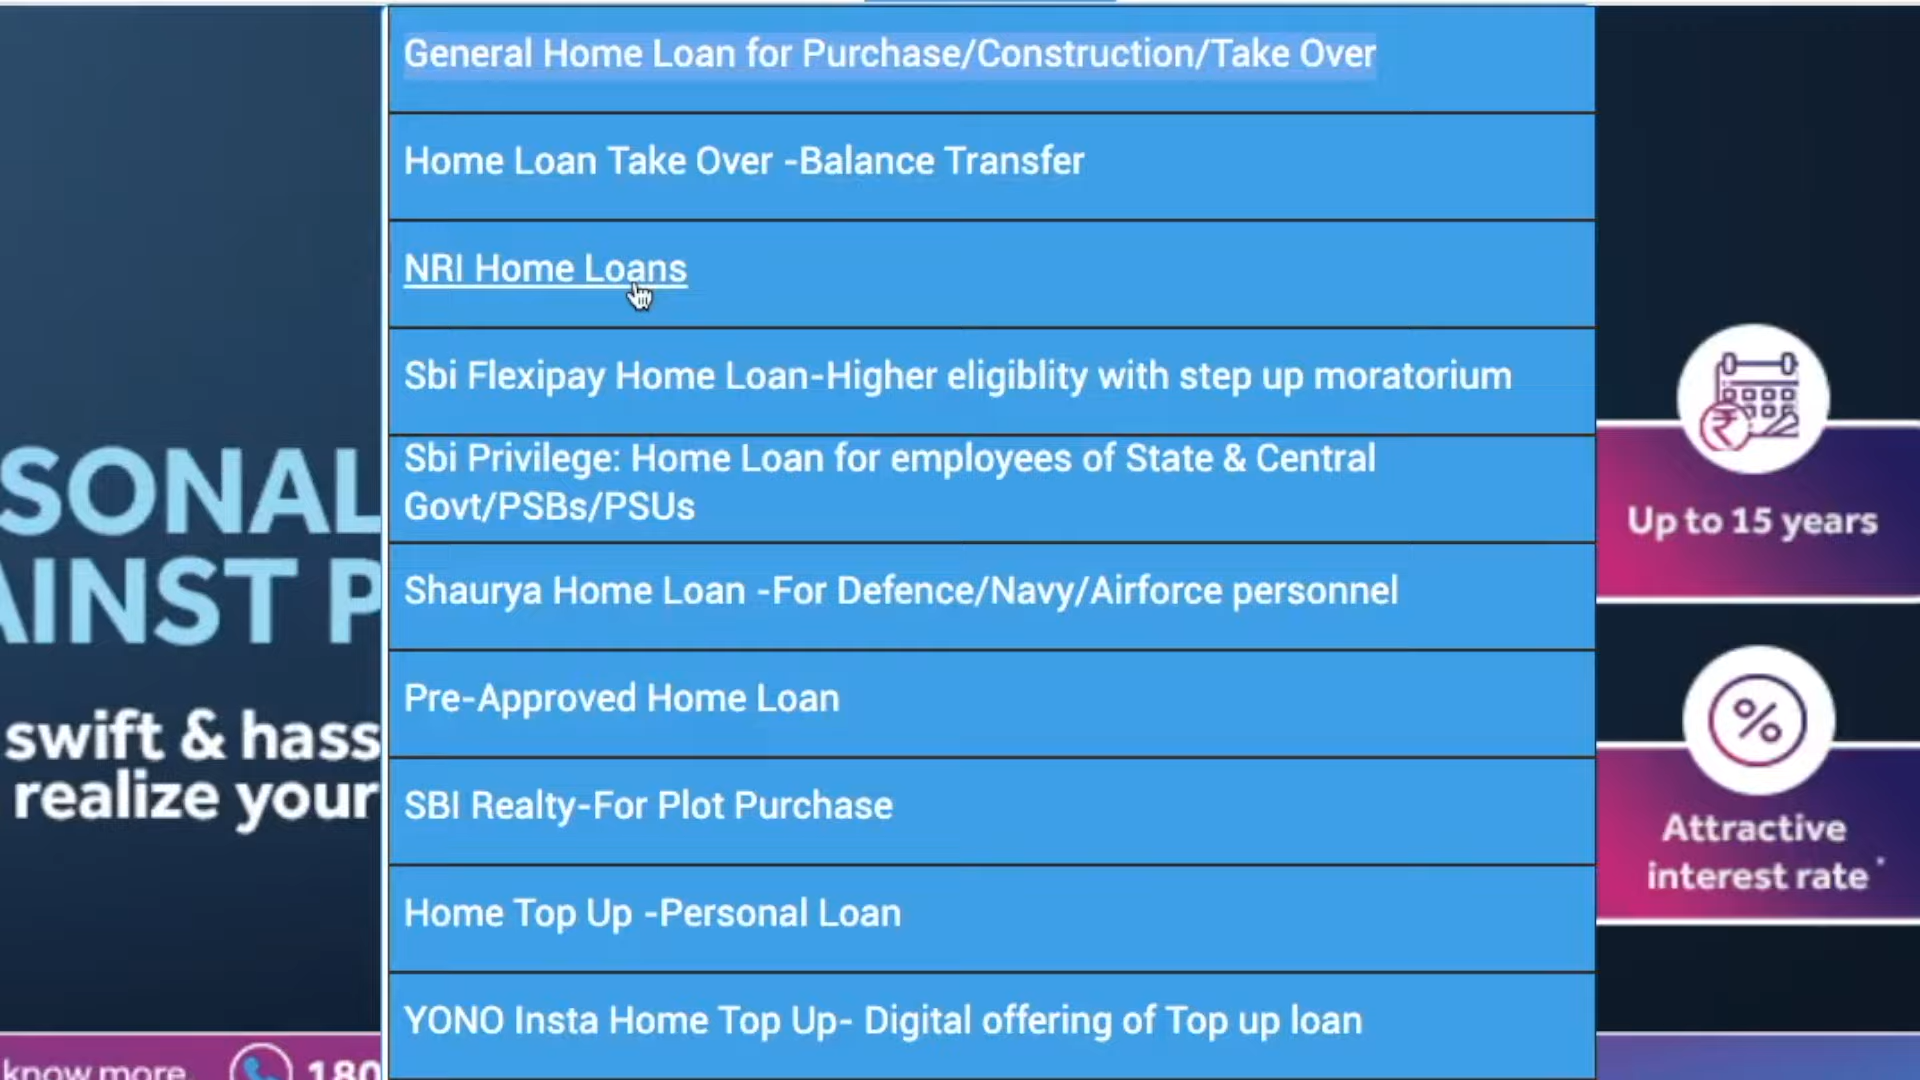 General Home Loan for Purchase/Construction/Take Over
Home Loan Take Over -Balance Transfer
NRI Home Loans
Sbi Flexipay Home Loan-Higher eligiblity with step up moratorium
Sbi Privilege: Home Loan for employees of State & Central
Govt/PSBs/PSUs
Shaurya Home Loan -For Defence/Navy/Airforce personnel
Pre-Approved Home Loan
SBI Realty-For Plot Purchase
Home Top Up -Personal Loan
YONO Insta Home Top Up- Digital offering of Top up loan
SONAL
AINST P
swift & hass
realize your
know more
180
Up to 15 years
%
Attractive
interest rate*